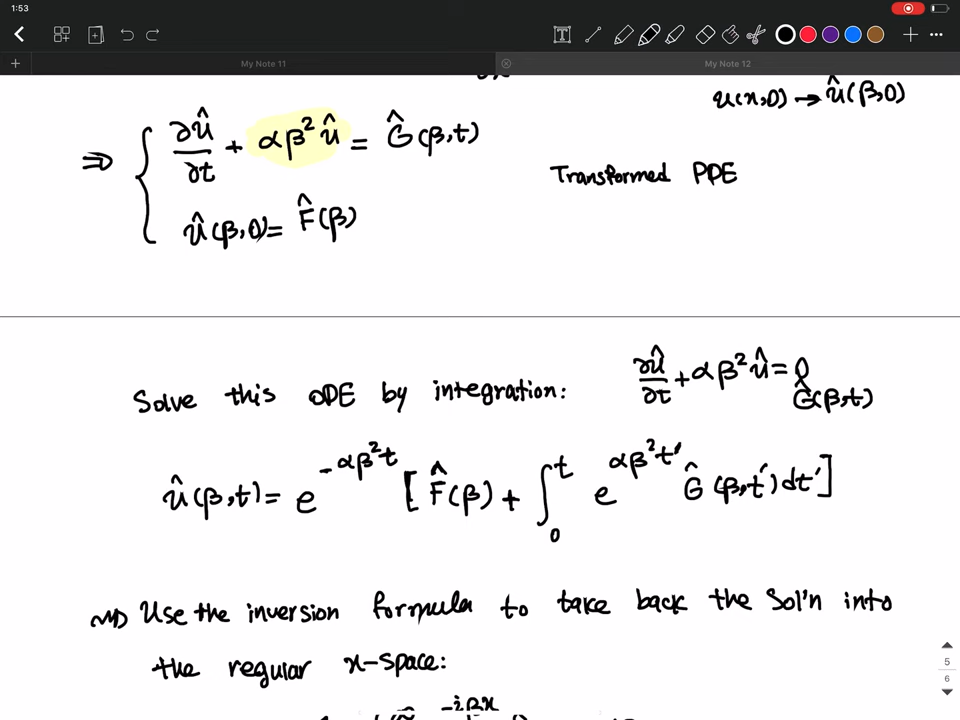 1:53
My Note 11
My Note 12
u(x,0) → û(β,0)
⇒ { ∂û/∂t + αβ²û = Ĝ(β,t)
Transformed PDE
û(β,0) = F̂(β)
Solve this ODE by integration: ∂û/∂t + αβ²û = 
Ĝ(β,t)
û(β,t) = e^{-αβ²t} [F̂(β) + ∫₀ᵗ e^{αβ²t'} Ĝ(β,t')dt']
⇝ Use the inversion formula to take back the Sol'n into
the regular x-space:
-iβx
5
6